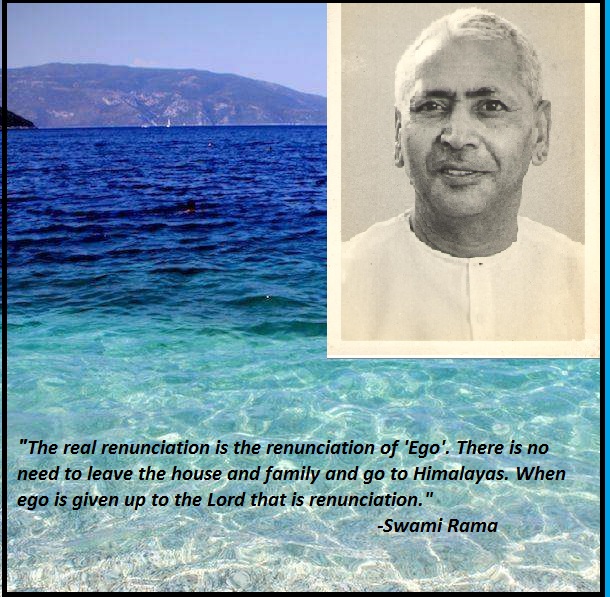 "The real renunciation is the renunciation of 'Ego'. There is no
need to leave the house and family and go to Himalayas. When
ego is given up to the Lord that is renunciation."
-Swami Rama